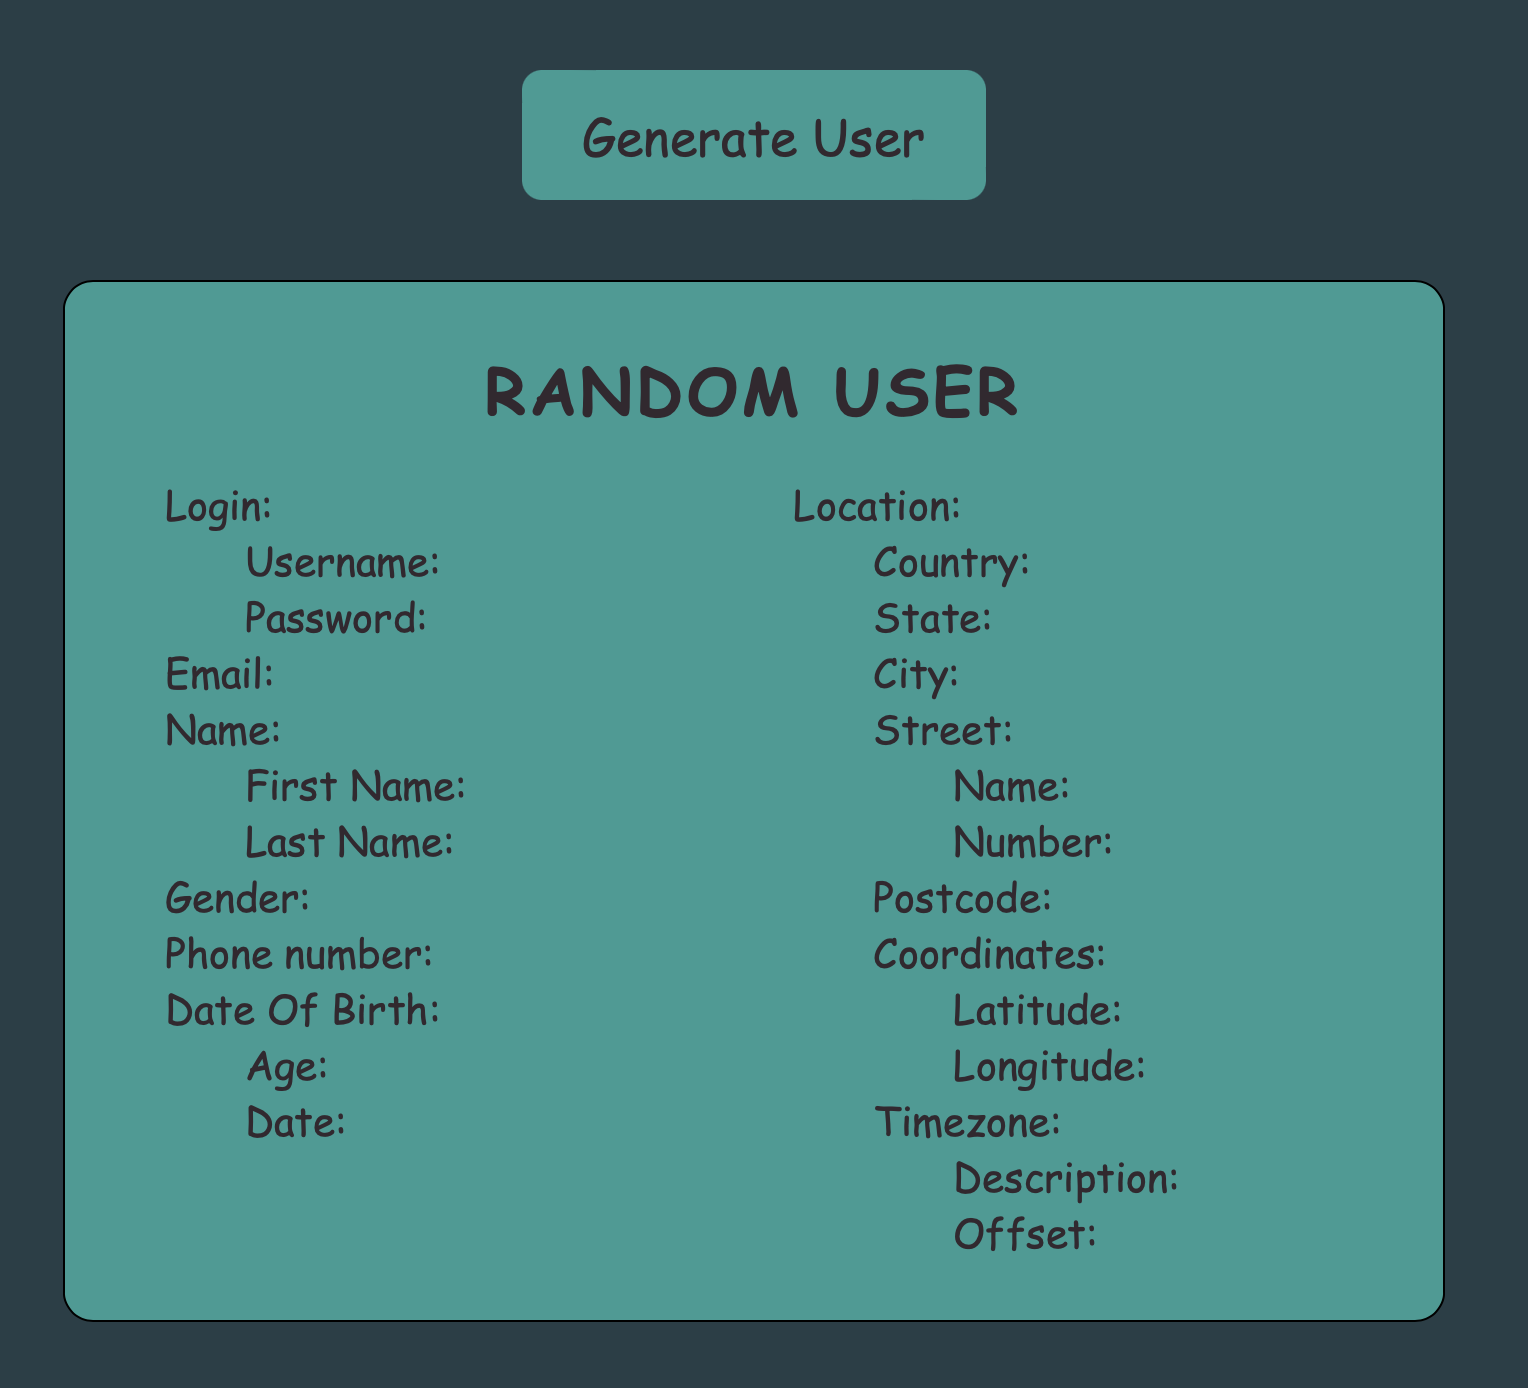 Generate User
RANDOM USER
Login:
Username:
Password:
Email:
Name:
First Name:
Last Name:
Gender:
Phone number:
Date Of Birth:
Age:
Date:
Location:
Country:
State:
City:
Street:
Name:
Number:
Postcode:
Coordinates:
Latitude:
Longitude:
Timezone:
Description:
Offset: